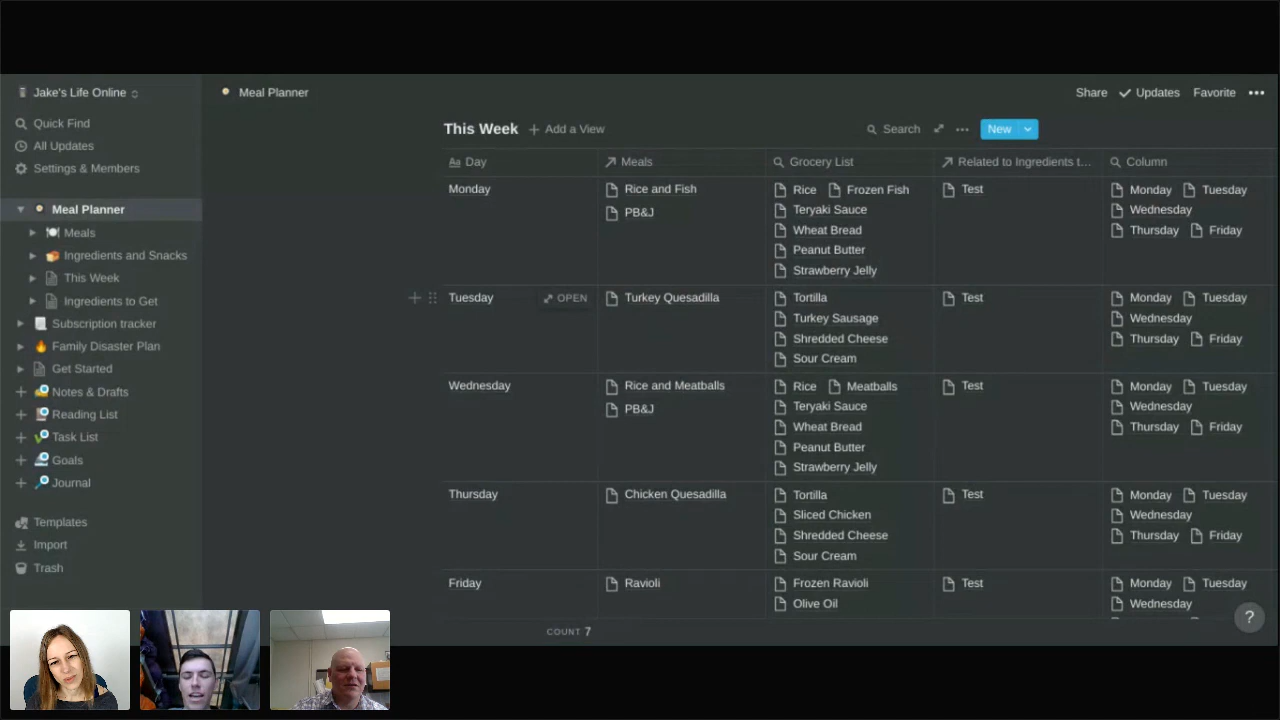 Jake's Life Online
Meal Planner
Share Updates Favorite •••
Quick Find
All Updates
Settings & Members
Meal Planner
Meals
Ingredients and Snacks
This Week
Ingredients to Get
Subscription tracker
Family Disaster Plan
Get Started
Notes & Drafts
Reading List
Task List
Goals
Journal
Templates
Import
Trash
This Week + Add a View
Search ••• New
Aa Day Meals Grocery List Related to Ingredients t... Column
Monday Rice and Fish Rice Frozen Fish Test Monday Tuesday
PB&J Teryaki Sauce Wednesday
Wheat Bread Thursday Friday
Peanut Butter
Strawberry Jelly
Tuesday OPEN Turkey Quesadilla Tortilla Test Monday Tuesday
Turkey Sausage Wednesday
Shredded Cheese Thursday Friday
Sour Cream
Wednesday Rice and Meatballs Rice Meatballs Test Monday Tuesday
PB&J Teryaki Sauce Wednesday
Wheat Bread Thursday Friday
Peanut Butter
Strawberry Jelly
Thursday Chicken Quesadilla Tortilla Test Monday Tuesday
Sliced Chicken Wednesday
Shredded Cheese Thursday Friday
Sour Cream
Friday Ravioli Frozen Ravioli Test Monday Tuesday
Olive Oil Wednesday
COUNT 7
?